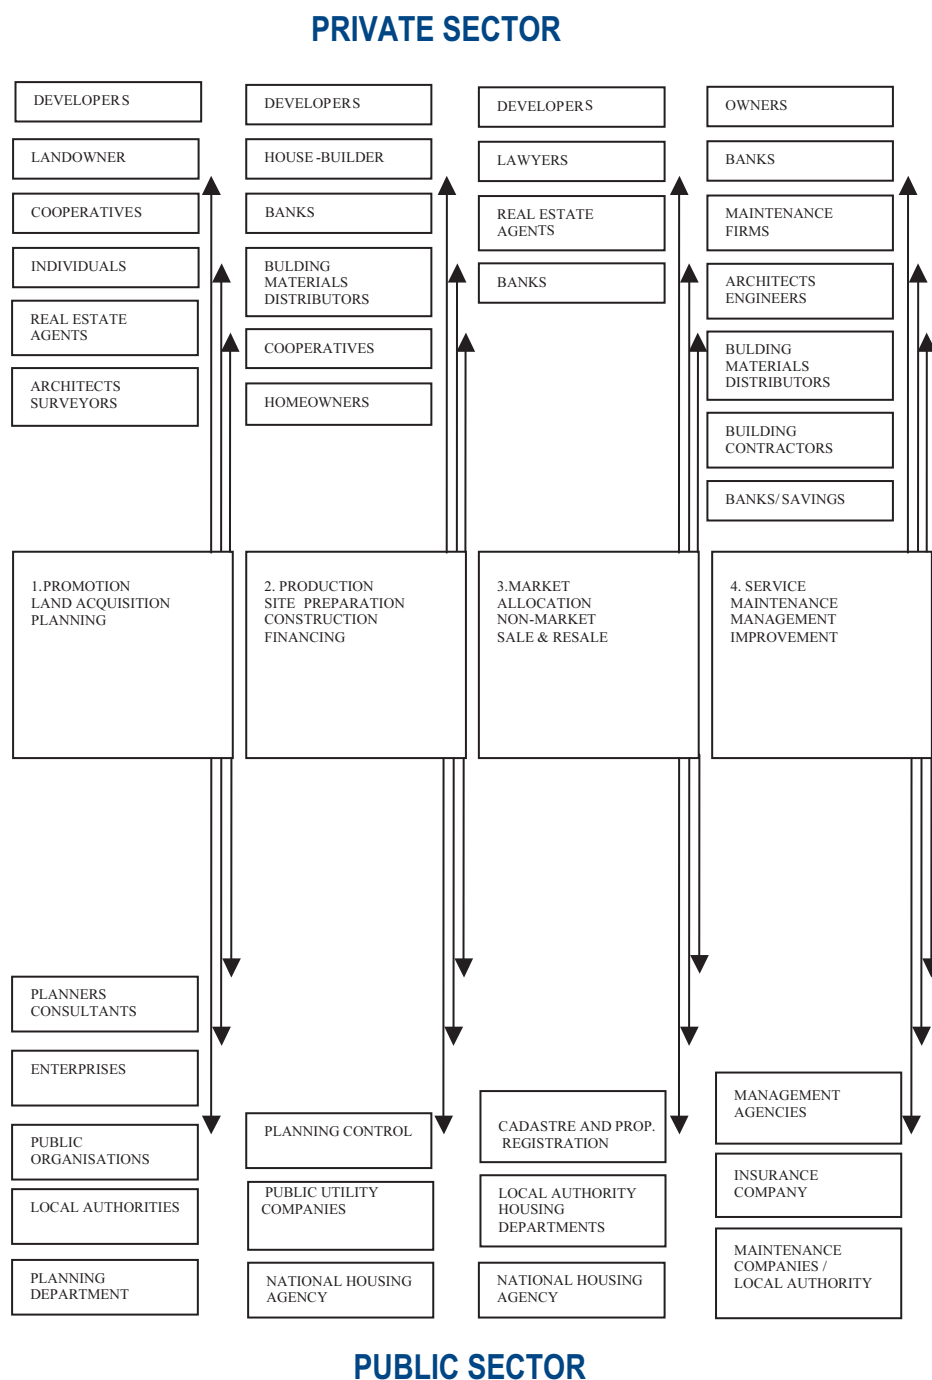 PRIVATE SECTOR
DEVELOPERS
LANDOWNER
COOPERATIVES
INDIVIDUALS
REAL ESTATE
AGENTS
ARCHITECTS
SURVEYORS
DEVELOPERS
HOUSE-BUILDER
BANKS
BULDING
MATERIALS
DISTRIBUTORS
COOPERATIVES
HOMEOWNERS
DEVELOPERS
LAWYERS
REAL ESTATE
AGENTS
BANKS
OWNERS
BANKS
MAINTENANCE
FIRMS
ARCHITECTS
ENGINEERS
BULDING
MATERIALS
DISTRIBUTORS
BUILDING
CONTRACTORS
BANKS/SAVINGS
1.PROMOTION
LAND ACQUISITION
PLANNING
2. PRODUCTION
SITE PREPARATION
CONSTRUCTION
FINANCING
3.MARKET
ALLOCATION
NON-MARKET
SALE & RESALE
4. SERVICE
MAINTENANCE
MANAGEMENT
IMPROVEMENT
PLANNERS
CONSULTANTS
ENTERPRISES
PUBLIC
ORGANISATIONS
LOCAL AUTHORITIES
PLANNING
DEPARTMENT
PLANNING CONTROL
PUBLIC UTILITY
COMPANIES
NATIONAL HOUSING
AGENCY
CADASTRE AND PROP.
REGISTRATION
LOCAL AUTHORITY
HOUSING
DEPARTMENTS
NATIONAL HOUSING
AGENCY
MANAGEMENT
AGENCIES
INSURANCE
COMPANY
MAINTENANCE
COMPANIES /
LOCAL AUTHORITY
PUBLIC SECTOR